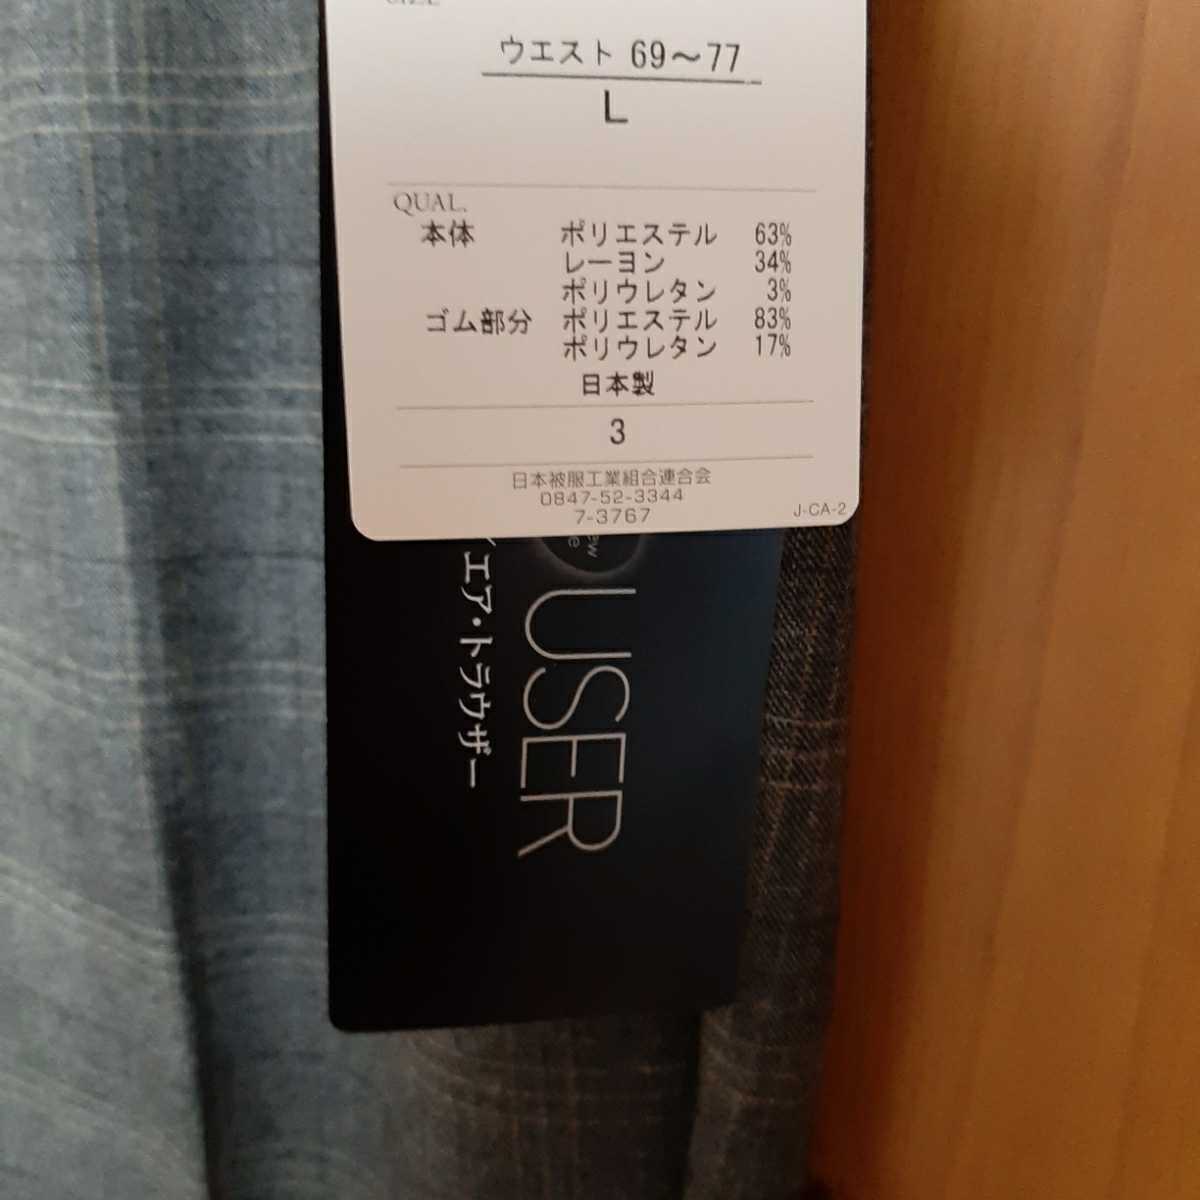 SIZE
ウエスト 69～77
L
QUAL.
本体 ポリエステル 63%
レーヨン 34%
ポリウレタン 3%
ゴム部分 ポリエステル 83%
ポリウレタン 17%
日本製
3
日本被服工業組合連合会
0847-52-3344
7-3767
J-CA-2
USER
エア・トラウザー